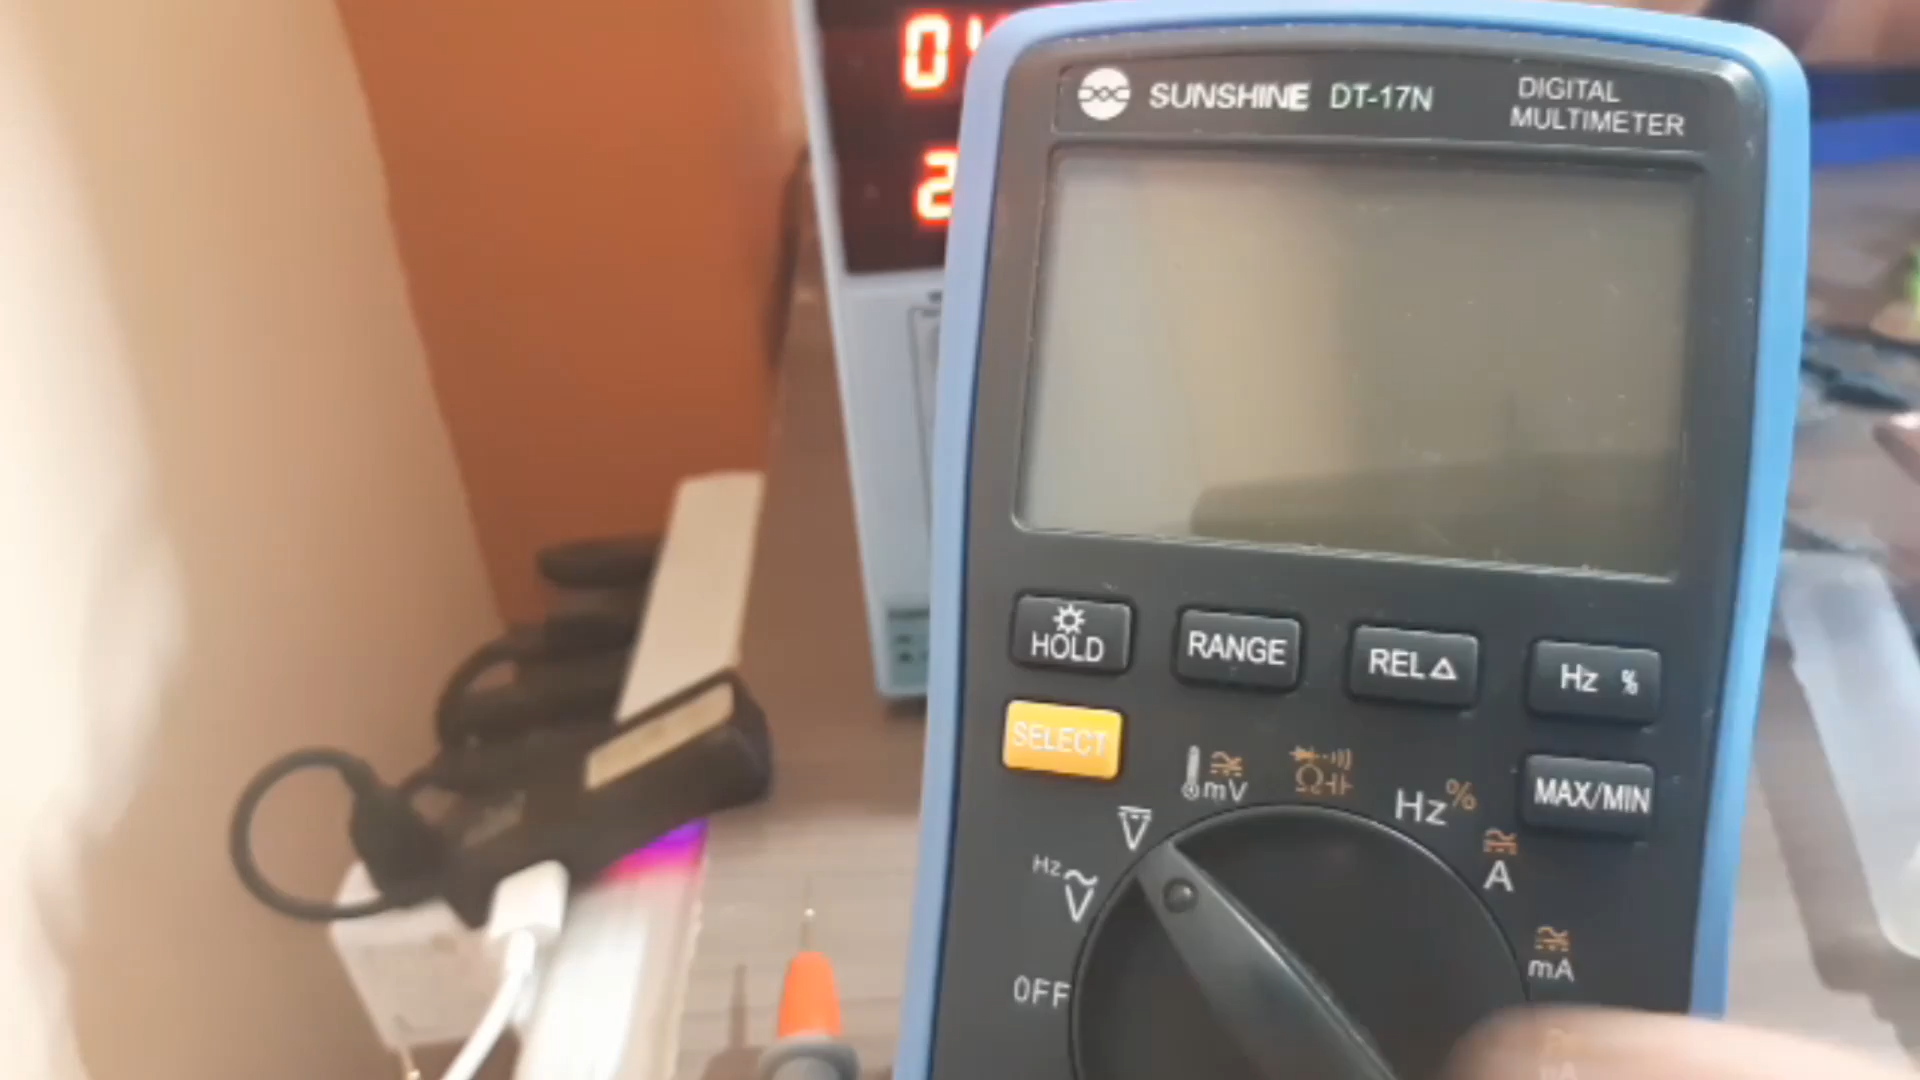 SUNSHINE DT-17N
DIGITAL
MULTIMETER
HOLD
RANGE
REL△
Hz %
SELECT
mV
Ω
Hz%
MAX/MIN
V
A
Hz
V
mA
OFF